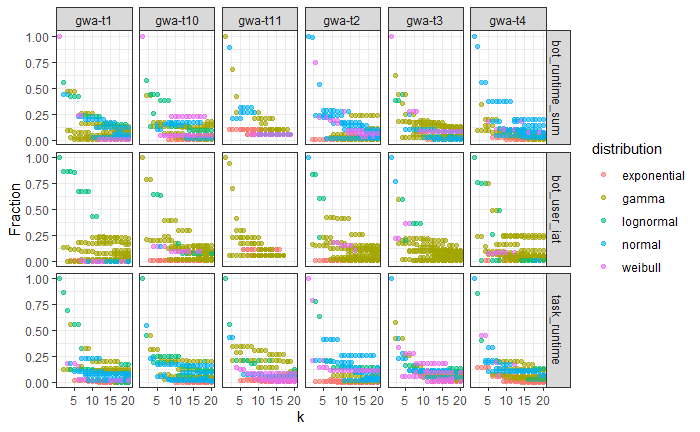 gwa-t1 gwa-t10 gwa-t11 gwa-t2 gwa-t3 gwa-t4
1.00
0.75
0.50
0.25
0.00
bot_runtime_sum
1.00
0.75
0.50
0.25
0.00
bot_user_iat
1.00
0.75
0.50
0.25
0.00
task_runtime
5 10 15 20 5 10 15 20 5 10 15 20 5 10 15 20 5 10 15 20 5 10 15 20
k
Fraction
distribution
exponential
gamma
lognormal
normal
weibull